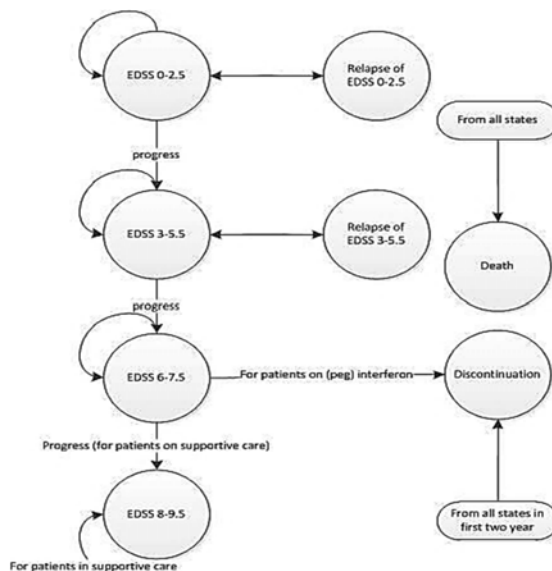 EDSS 0-2.5
Relapse of
EDSS 0-2.5
From all states
progress
EDSS 3-5.5
Relapse of
EDSS 3-5.5
Death
progress
EDSS 6-7.5
For patients on (peg) interferon
Discontinuation
Progress (for patients on supportive care)
EDSS 8-9.5
From all states in
first two year
For patients in supportive care